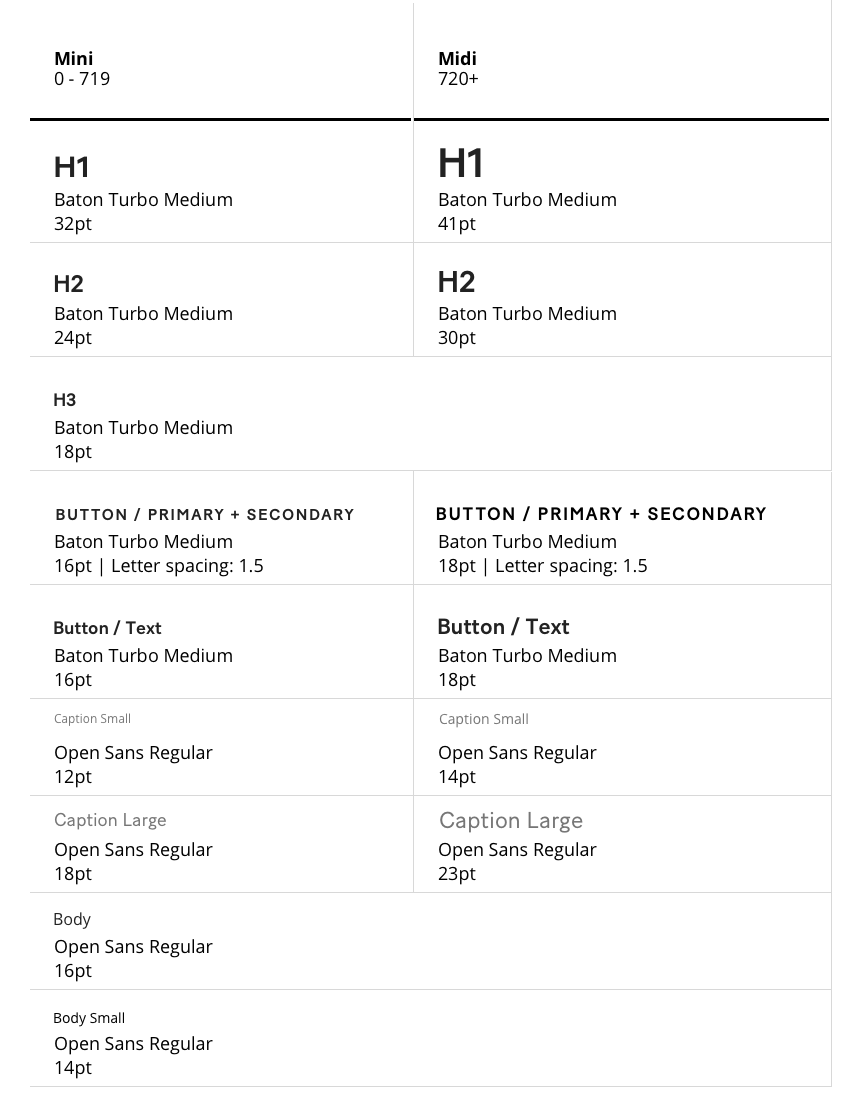 Mini
0 - 719
Midi
720+
H1
Baton Turbo Medium
32pt
H1
Baton Turbo Medium
41pt
H2
Baton Turbo Medium
24pt
H2
Baton Turbo Medium
30pt
H3
Baton Turbo Medium
18pt
BUTTON / PRIMARY + SECONDARY
Baton Turbo Medium
16pt | Letter spacing: 1.5
BUTTON / PRIMARY + SECONDARY
Baton Turbo Medium
18pt | Letter spacing: 1.5
Button / Text
Baton Turbo Medium
16pt
Button / Text
Baton Turbo Medium
18pt
Caption Small
Open Sans Regular
12pt
Caption Small
Open Sans Regular
14pt
Caption Large
Open Sans Regular
18pt
Caption Large
Open Sans Regular
23pt
Body
Open Sans Regular
16pt
Body Small
Open Sans Regular
14pt